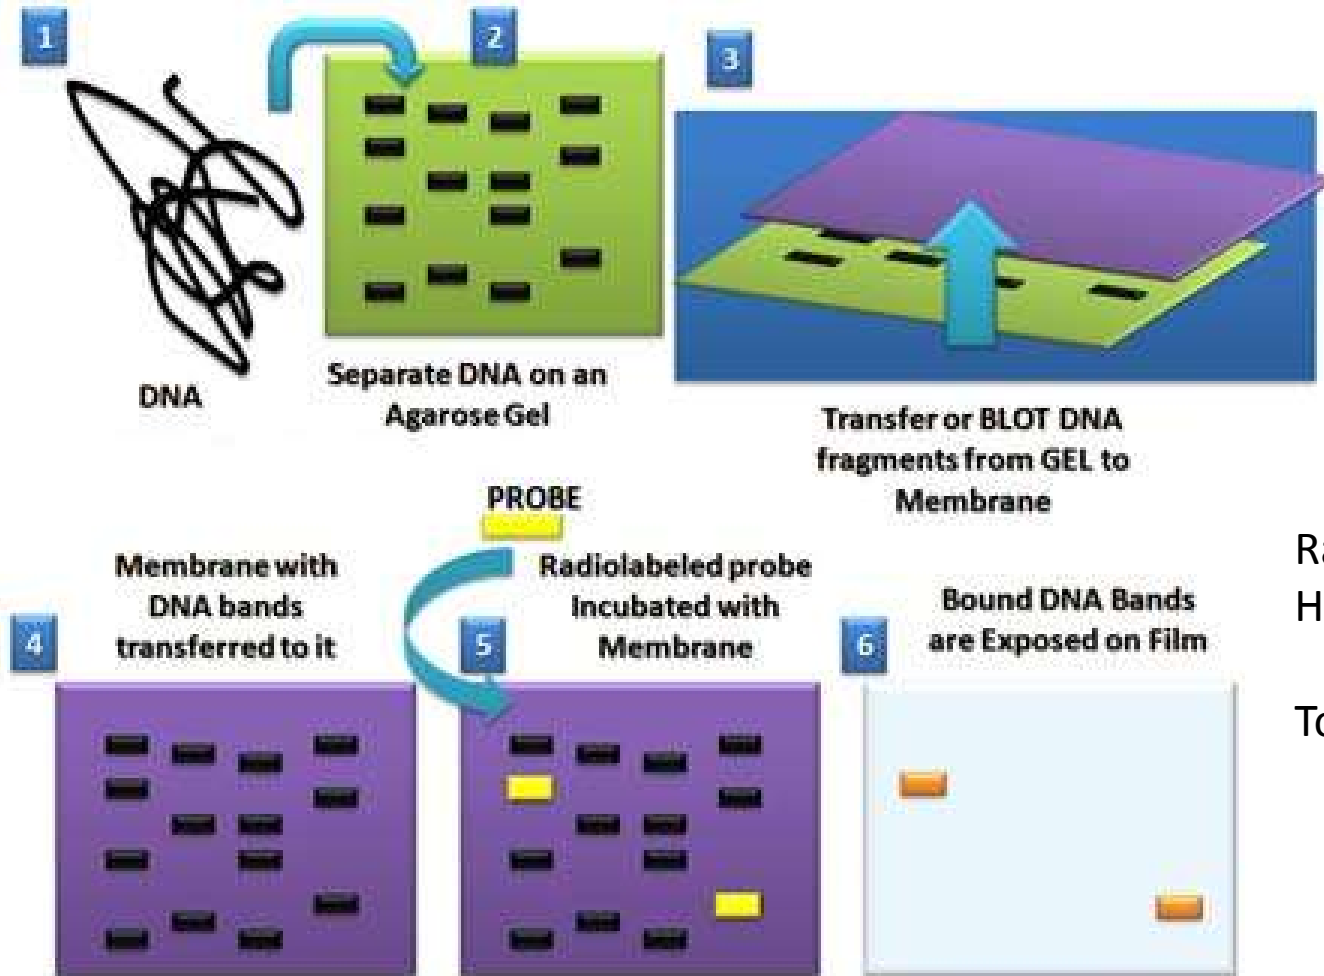 1
DNA
2
Separate DNA on an
Agarose Gel
3
Transfer or BLOT DNA
fragments from GEL to
Membrane
PROBE
4
Membrane with
DNA bands
transferred to it
5
Radiolabeled probe
Incubated with
Membrane
6
Bound DNA Bands
are Exposed on Film